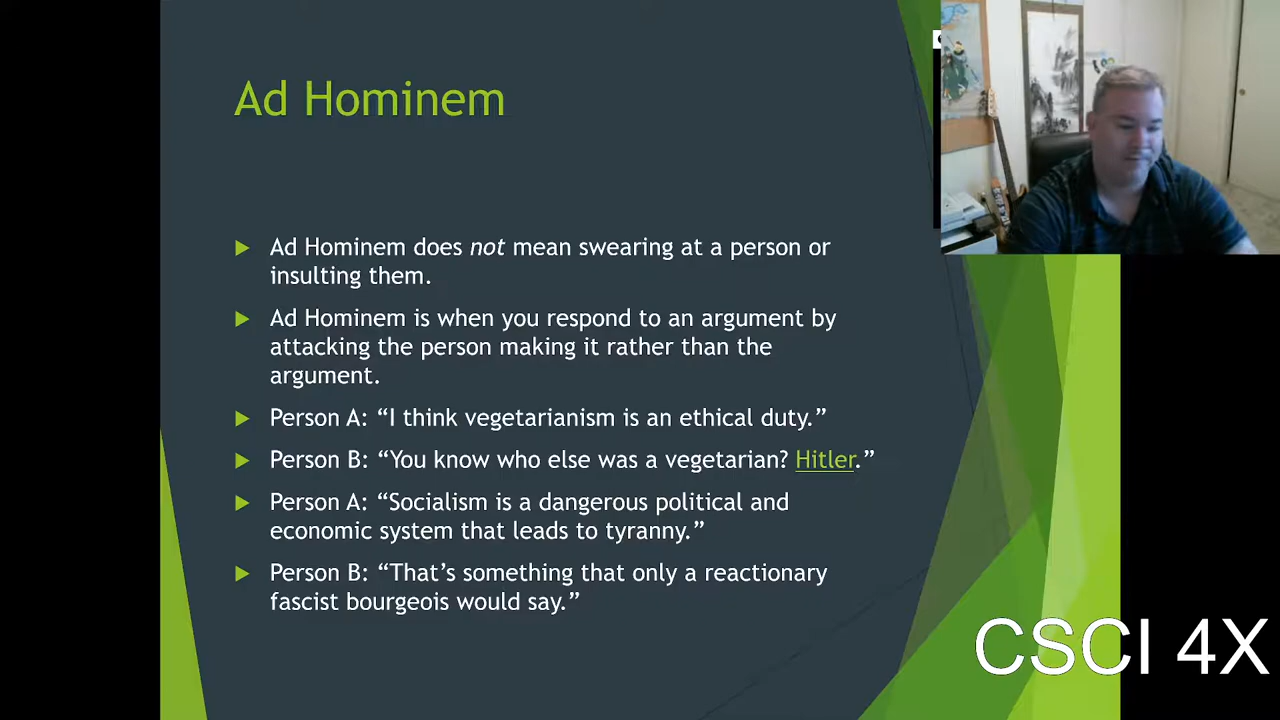 Ad Hominem
Ad Hominem does not mean swearing at a person or
insulting them.
Ad Hominem is when you respond to an argument by
attacking the person making it rather than the
argument.
Person A: “I think vegetarianism is an ethical duty.”
Person B: “You know who else was a vegetarian? Hitler.”
Person A: “Socialism is a dangerous political and
economic system that leads to tyranny.”
Person B: “That’s something that only a reactionary
fascist bourgeois would say.”
CSCI 4X